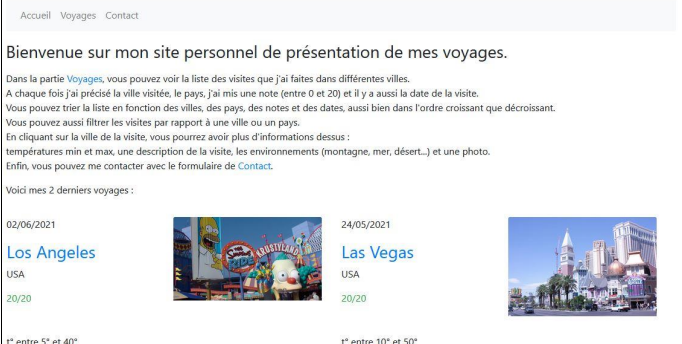 Accueil Voyages Contact
Bienvenue sur mon site personnel de présentation de mes voyages.
Dans la partie Voyages, vous pouvez voir la liste des visites que j'ai faites dans différentes villes.
A chaque fois j'ai précisé la ville visitée, le pays, j'ai mis une note (entre 0 et 20) et il y a aussi la date de la visite.
Vous pouvez trier la liste en fonction des villes, des pays, des notes et des dates, aussi bien dans l'ordre croissant que décroissant.
Vous pouvez aussi filtrer les visites par rapport à une ville ou un pays.
En cliquant sur la ville de la visite, vous pourrez avoir plus d'informations dessus :
températures min et max, une description de la visite, les environnements (montagne, mer, désert...) et une photo.
Enfin, vous pouvez me contacter avec le formulaire de Contact.
Voici mes 2 derniers voyages :
02/06/2021
Los Angeles
USA
20/20
t° entre 5° et 40°
The Simpsons RIDE
KRUSTYLAND
24/05/2021
Las Vegas
USA
20/20
t° entre 10° et 50°